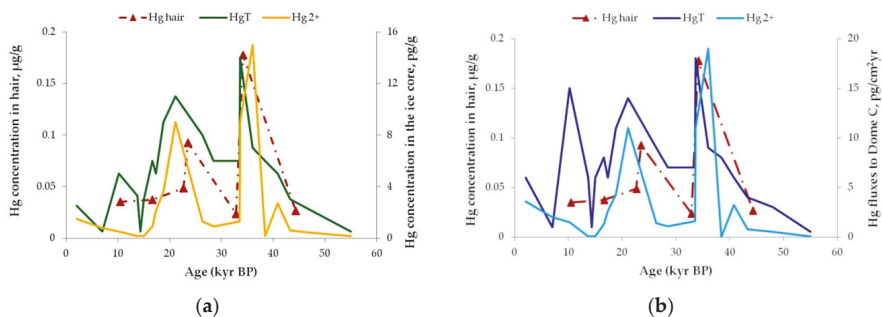 Hg hair HgT Hg 2+
Hg concentration in hair, µg/g
0.2
0.15
0.1
0.05
0
16
12
8
4
0
Hg concentration in the ice core, pg/g
0 10 20 30 40 50 60
Age (kyr BP)
(a)
Hg hair HgT Hg 2+
Hg concentration in hair, µg/g
0.2
0.15
0.1
0.05
0
20
15
10
5
0
Hg fluxes to Dome C, pg/cm²yr
0 10 20 30 40 50 60
Age (kyr BP)
(b)